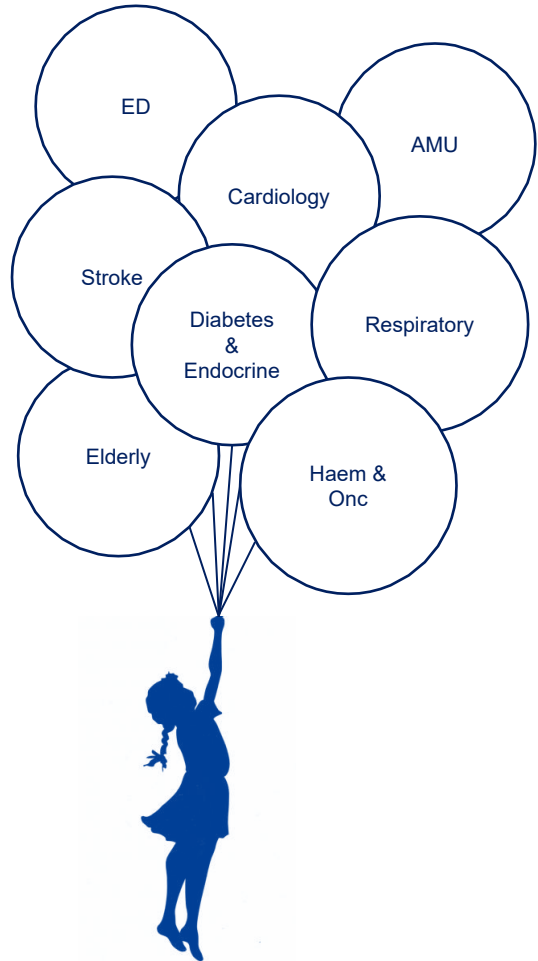 ED
AMU
Cardiology
Stroke
Diabetes
&
Endocrine
Respiratory
Elderly
Haem &
Onc